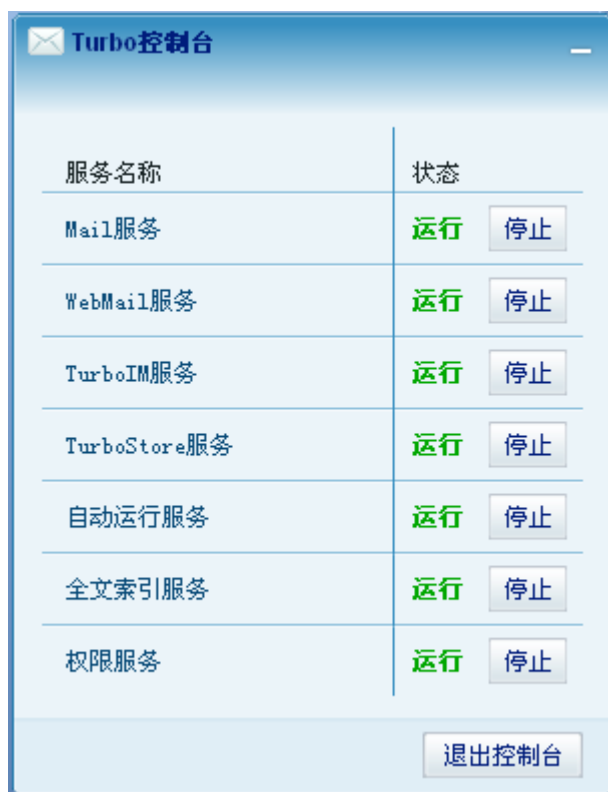 Turbo控制台
服务名称 状态
Mail服务 运行 停止
WebMail服务 运行 停止
TurboIM服务 运行 停止
TurboStore服务 运行 停止
自动运行服务 运行 停止
全文索引服务 运行 停止
权限服务 运行 停止
退出控制台